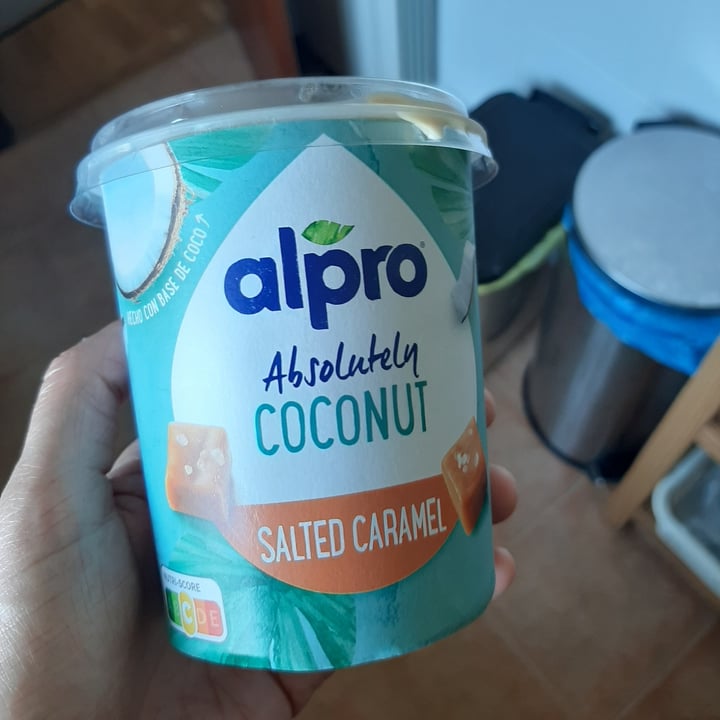 alpro
HECHO CON BASE DE COCO
Absolutely
COCONUT
SALTED CARAMEL
NUTRI-SCORE
B C D E